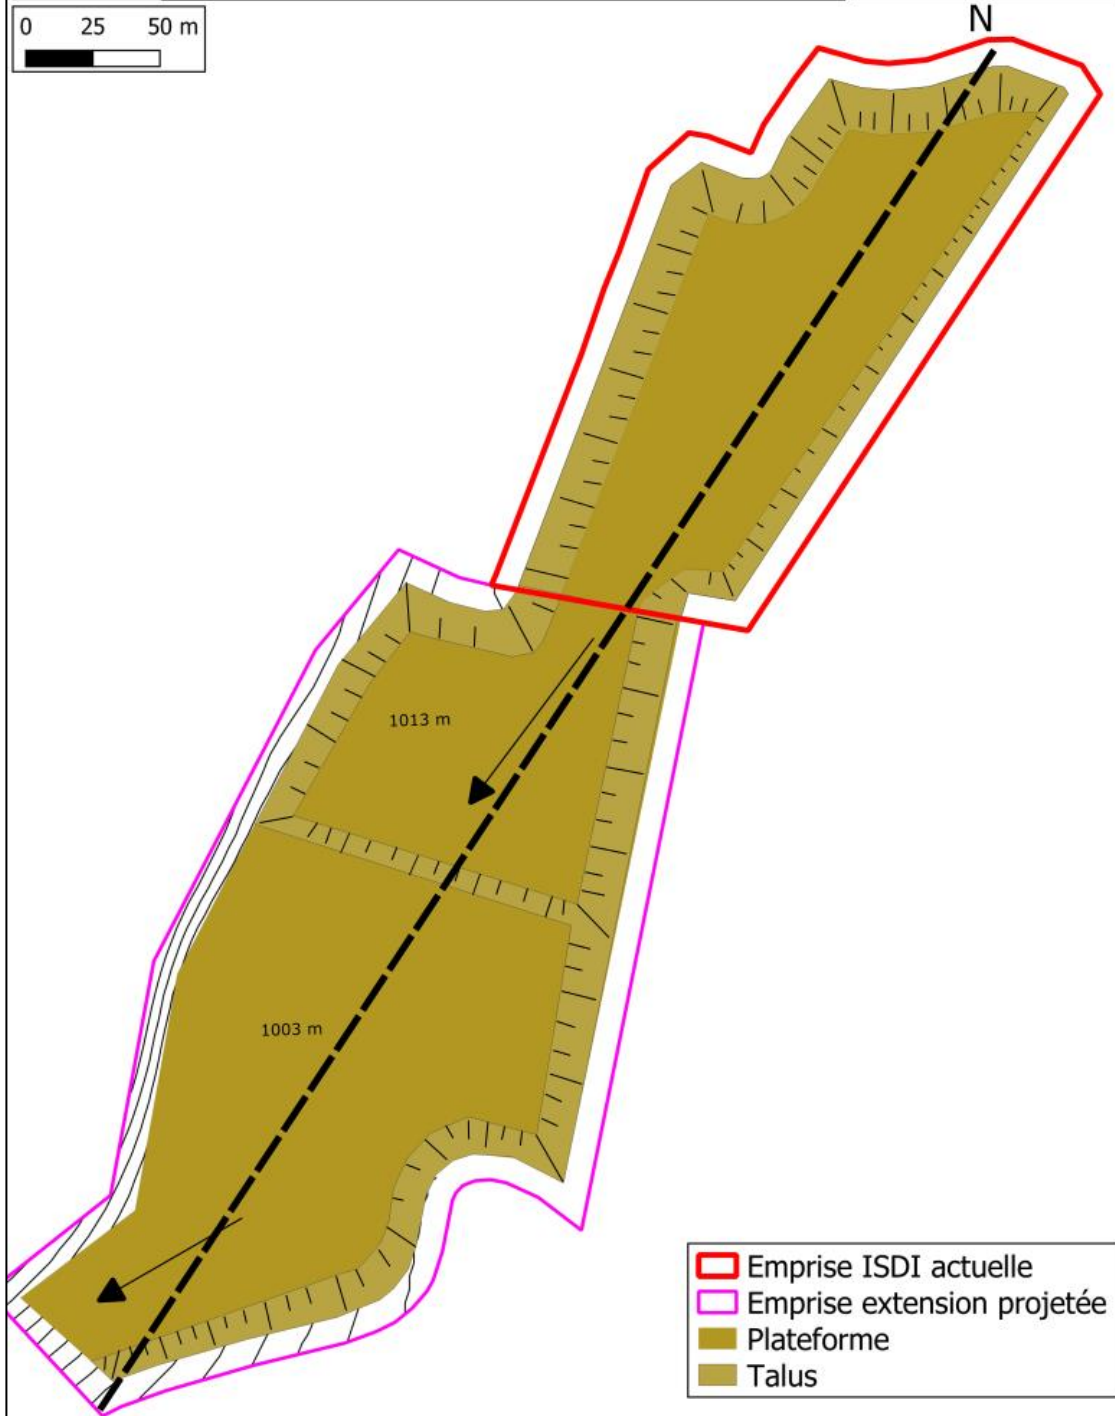 0 25 50 m
N
1013 m
1003 m
Emprise ISDI actuelle
Emprise extension projetée
Plateforme
Talus